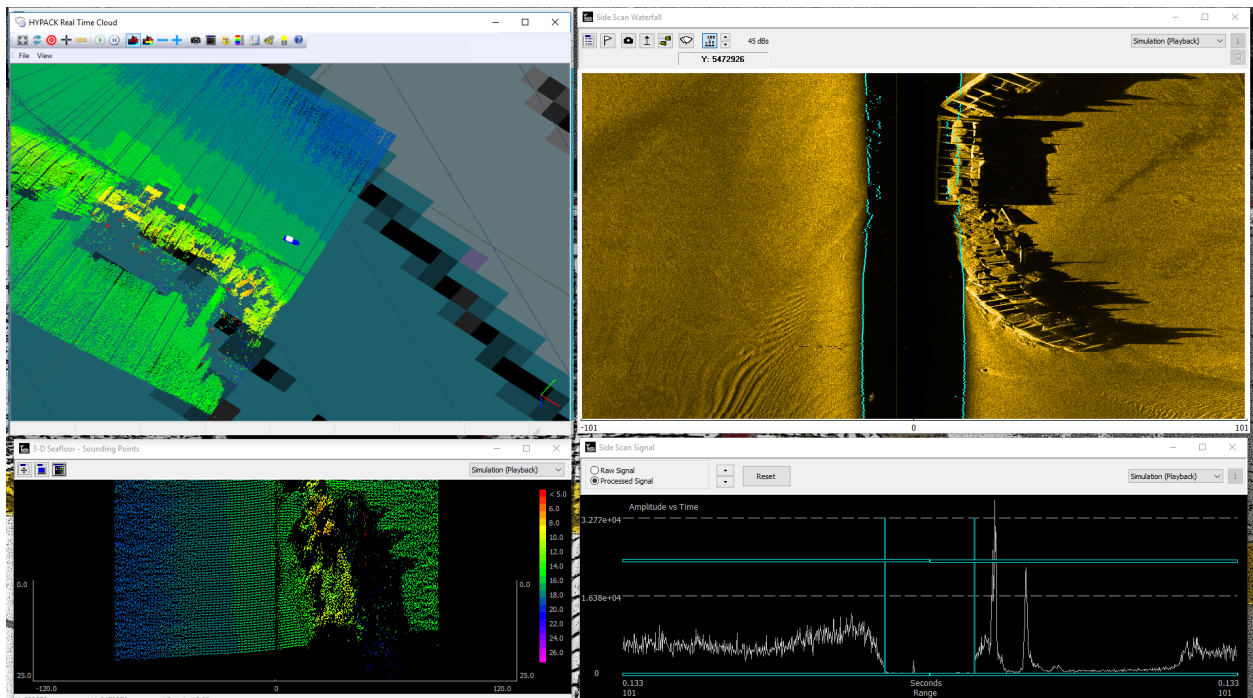 HYPACK Real Time Cloud
File View
Side Scan Waterfall
45 dBs
Simulation (Playback)
1
Y: 5472926
-101
0
101
3-D Seafloor - Sounding Points
Simulation (Playback)
< 5.0
6.0
8.0
10.0
12.0
14.0
16.0
18.0
20.0
22.0
24.0
26.0
0.0
0.0
25.0
25.0
-120.0
0
120.0
Side Scan Signal
Raw Signal
Processed Signal
Reset
Simulation (Playback)
1
Amplitude vs Time
3.277e+04
1.638e+04
0
0.133
Seconds
0.133
101
Range
101